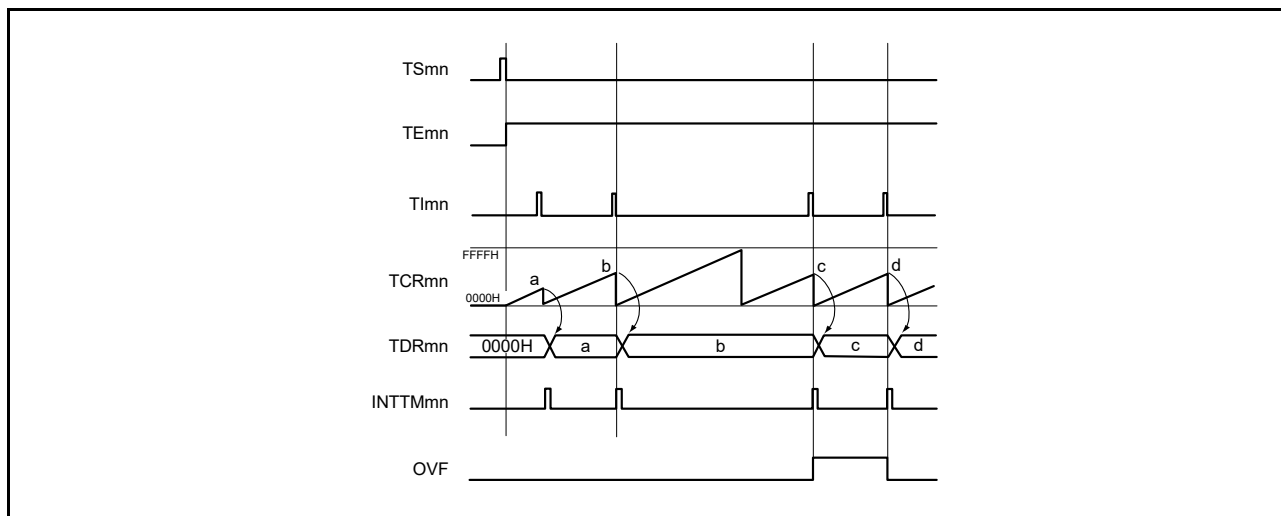 TSmn
TEmn
TImn
FFFFH
TCRmn
a
b
c
d
0000H
TDRmn
0000H
a
b
c
d
INTTMmn
OVF